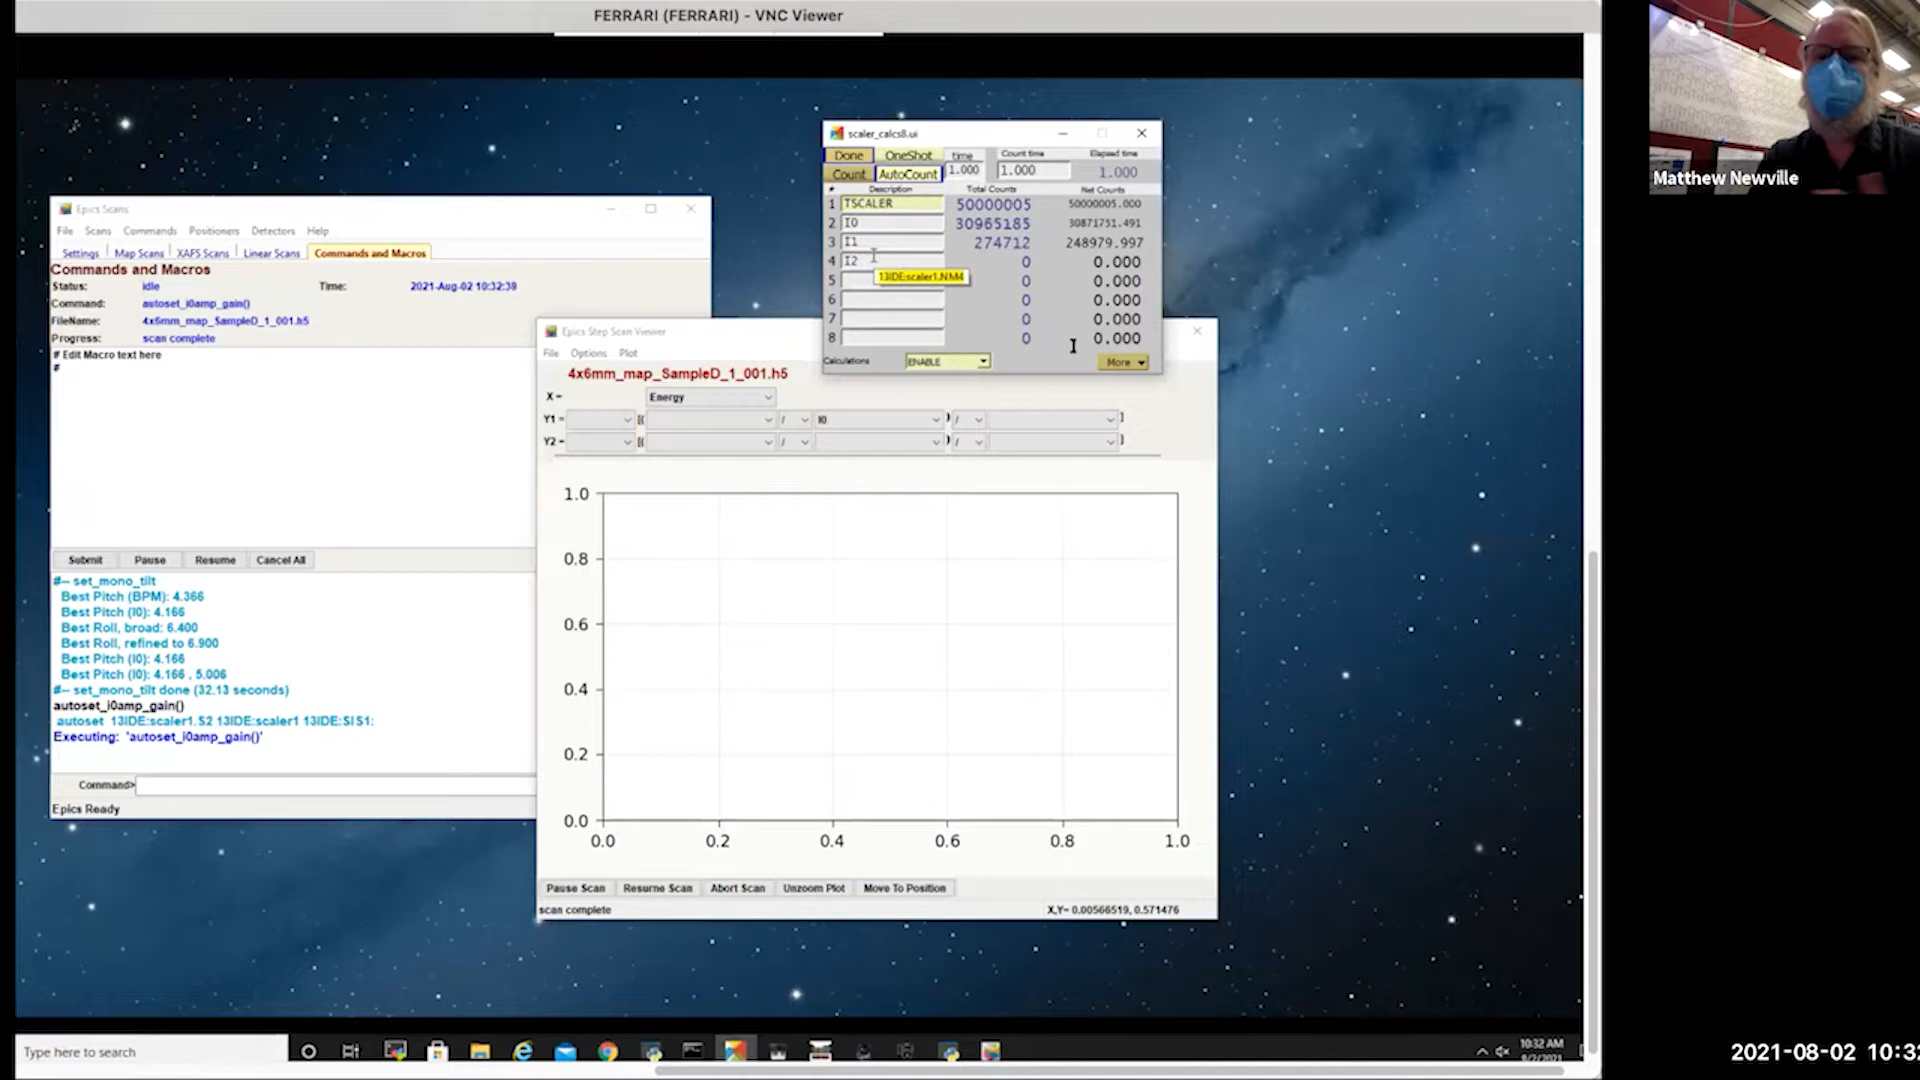 FERRARI (FERRARI) - VNC Viewer
Matthew Newville
scaler_calcs8.ui
Done OneShot time Count time Elapsed time
Count AutoCount 1.000 1.000 1.000
# Description Total Counts Net Counts
1 TSCALER 50000005 50000005.000
2 I0 30965185 30871751.491
3 I1 274712 248979.997
4 I2 0 0.000
13IDE:scaler1.NM4
5 0 0.000
6 0 0.000
7 0 0.000
8 0 0.000
Calculations ENABLE More
Epics Scans
File Scans Commands Positioners Detectors Help
Settings Map Scans XAFS Scans Linear Scans Commands and Macros
Commands and Macros
Status: idle Time: 2021-Aug-02 10:32:39
Command: autoset_i0amp_gain()
FileName: 4x6mm_map_SampleD_1_001.h5
Progress: scan complete
# Edit Macro text here
#
Submit Pause Resume Cancel All
#-- set_mono_tilt
Best Pitch (BPM): 4.366
Best Pitch (I0): 4.166
Best Roll, broad: 6.400
Best Roll, refined to 6.900
Best Pitch (I0): 4.166
Best Pitch (I0): 4.166 , 5.006
#-- set_mono_tilt done (32.13 seconds)
autoset_i0amp_gain()
autoset 13IDE:scaler1.S2 13IDE:scaler1 13IDE:SIS1:
Executing: 'autoset_i0amp_gain()'
Command>
Epics Ready
Epics Step Scan Viewer
File Options Plot
4x6mm_map_SampleD_1_001.h5
X = Energy
Y1 = [( / I0 ) / ]
Y2 = [( / ) / ]
1.0
0.8
0.6
0.4
0.2
0.0
0.0 0.2 0.4 0.6 0.8 1.0
Pause Scan Resume Scan Abort Scan Unzoom Plot Move To Position
scan complete X,Y= 0.00566519, 0.571476
Type here to search
10:32 AM
8/2/2021
2021-08-02 10:32